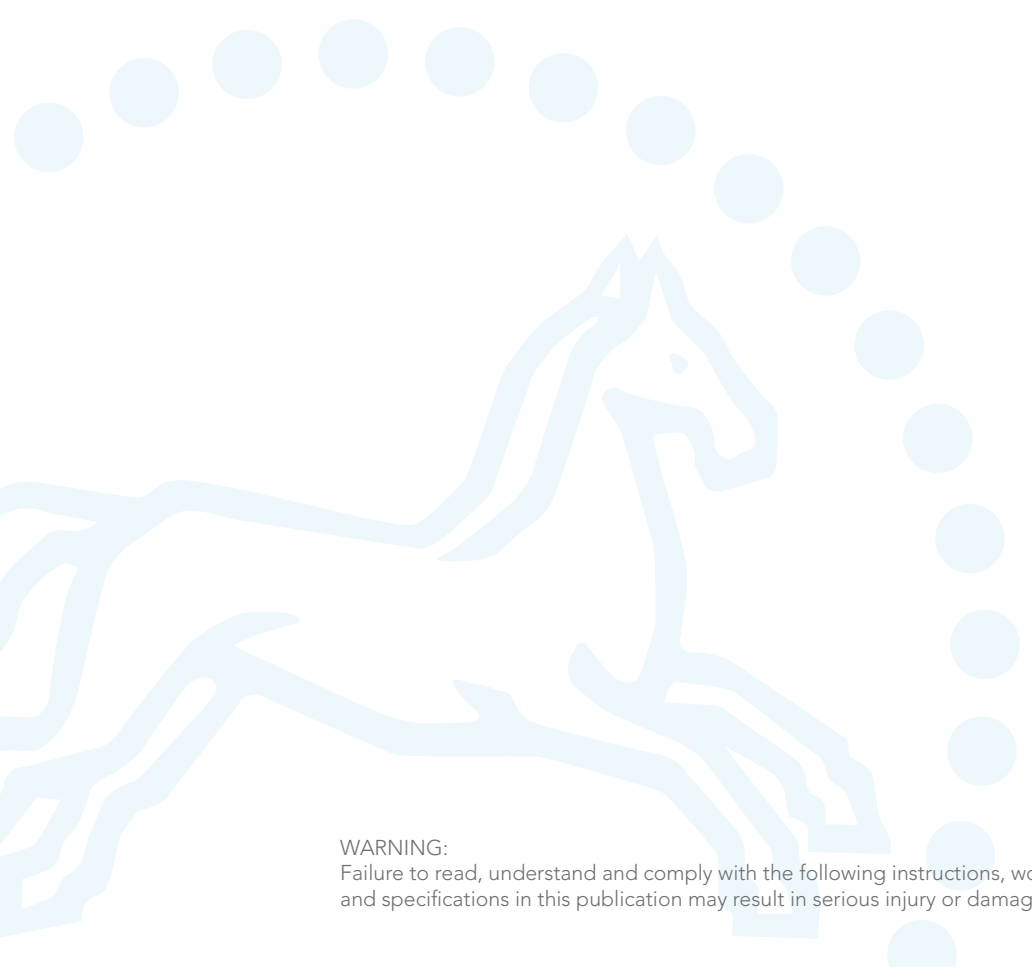 WARNING:
Failure to read, understand and comply with the following instructions,
and specifications in this publication may result in serious injury or